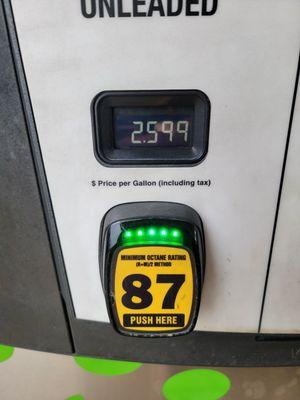 UNLEADED
2.599
$ Price per Gallon (including tax)
MINIMUM OCTANE RATING
(R+M)/2 METHOD
87
PUSH HERE